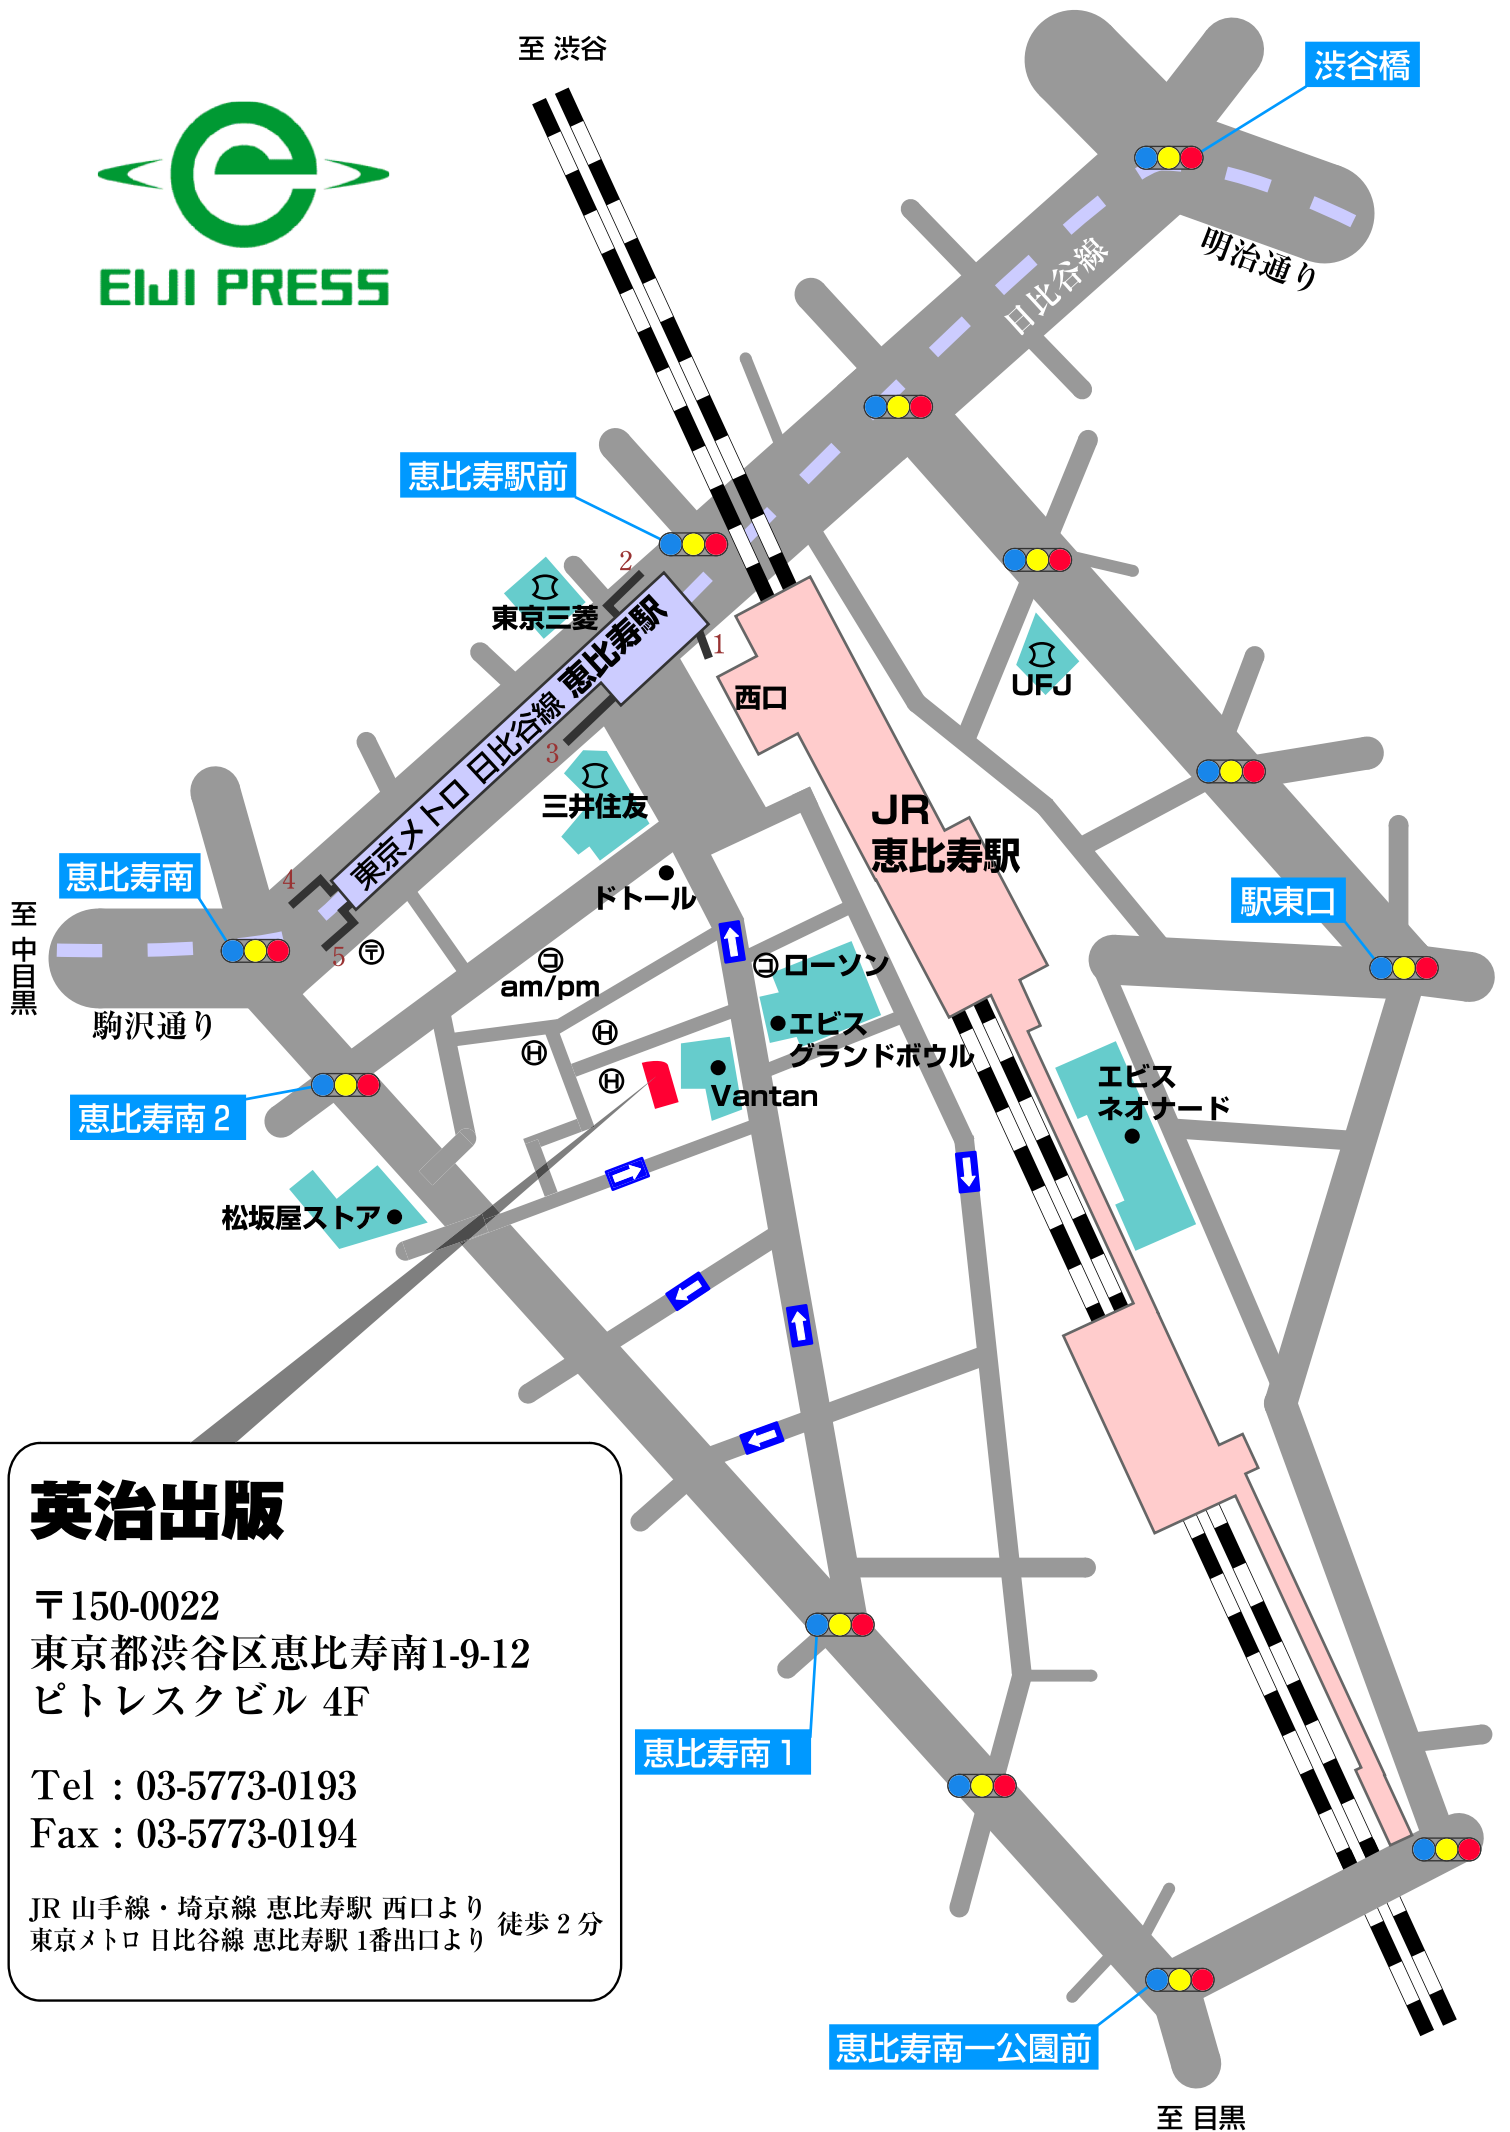 至 渋谷
渋谷橋
EIJI PRESS
明治通り
日比谷線
恵比寿駅前
2
東京三菱
1
UFJ
西口
東京メトロ 日比谷線 恵比寿駅
3
三井住友
JR
恵比寿駅
恵比寿南
4
ドトール
駅東口
至 中目黒
5
〒
コ
am/pm
コ ローソン
駒沢通り
エビス
グランドボウル
H
H
H
Vantan
エビス
ネオナード
恵比寿南2
松坂屋ストア
英治出版
〒150-0022
東京都渋谷区恵比寿南1-9-12
ピトレスクビル 4F
Tel : 03-5773-0193
Fax : 03-5773-0194
JR 山手線・埼京線 恵比寿駅 西口より
東京メトロ 日比谷線 恵比寿駅 1番出口より
徒歩 2 分
恵比寿南1
恵比寿南一公園前
至 目黒